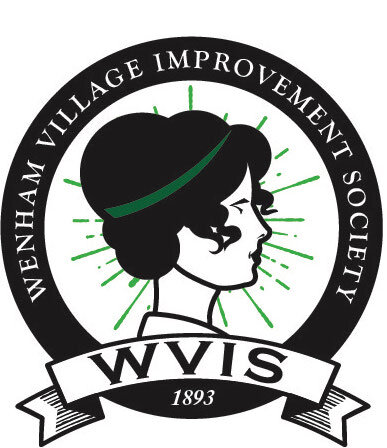 WENHAM VILLAGE IMPROVEMENT SOCIETY
WVIS
1893